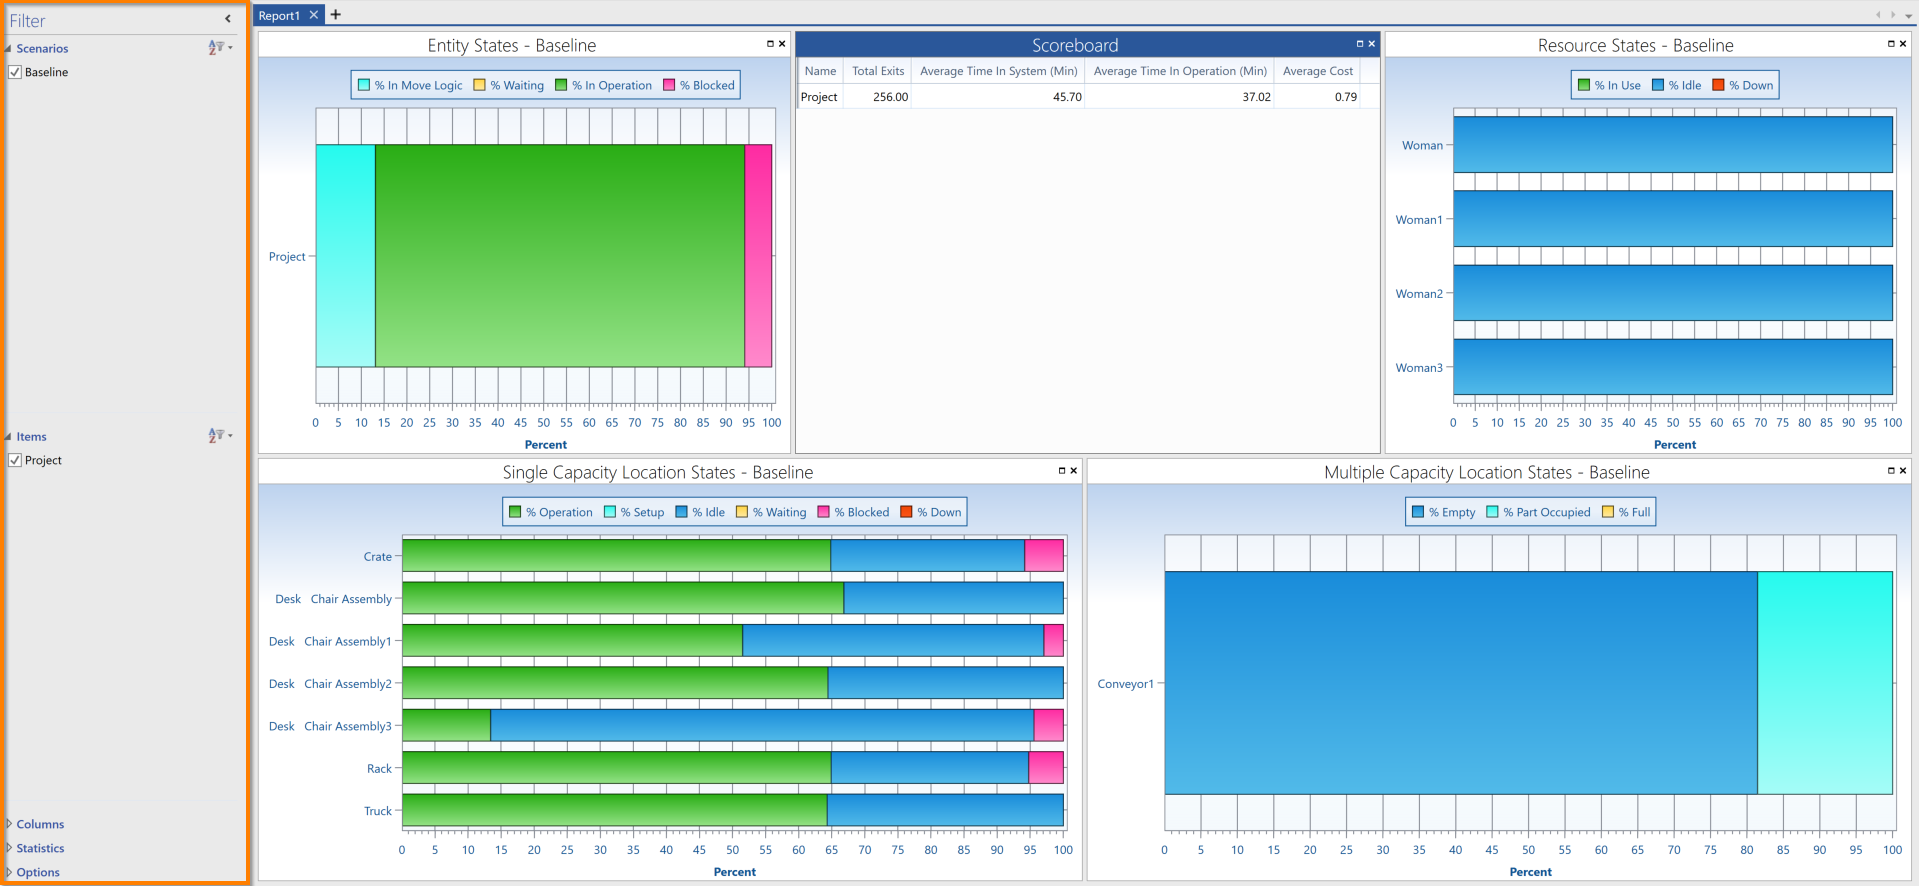 Filter
Scenarios
Baseline
Items
Project
Columns
Statistics
Options
Report1
Entity States - Baseline
% In Move Logic % Waiting % In Operation % Blocked
Project
0 5 10 15 20 25 30 35 40 45 50 55 60 65 70 75 80 85 90 95 100
Percent
Scoreboard
Name Total Exits Average Time In System (Min) Average Time In Operation (Min) Average Cost
Project 256.00 45.70 37.02 0.79
Resource States - Baseline
% In Use % Idle % Down
Woman
Woman1
Woman2
Woman3
0 5 10 15 20 25 30 35 40 45 50 55 60 65 70 75 80 85 90 95 100
Percent
Single Capacity Location States - Baseline
% Operation % Setup % Idle % Waiting % Blocked % Down
Crate
Desk Chair Assembly
Desk Chair Assembly1
Desk Chair Assembly2
Desk Chair Assembly3
Rack
Truck
0 5 10 15 20 25 30 35 40 45 50 55 60 65 70 75 80 85 90 95 100
Percent
Multiple Capacity Location States - Baseline
% Empty % Part Occupied % Full
Conveyor1
0 5 10 15 20 25 30 35 40 45 50 55 60 65 70 75 80 85 90 95 100
Percent